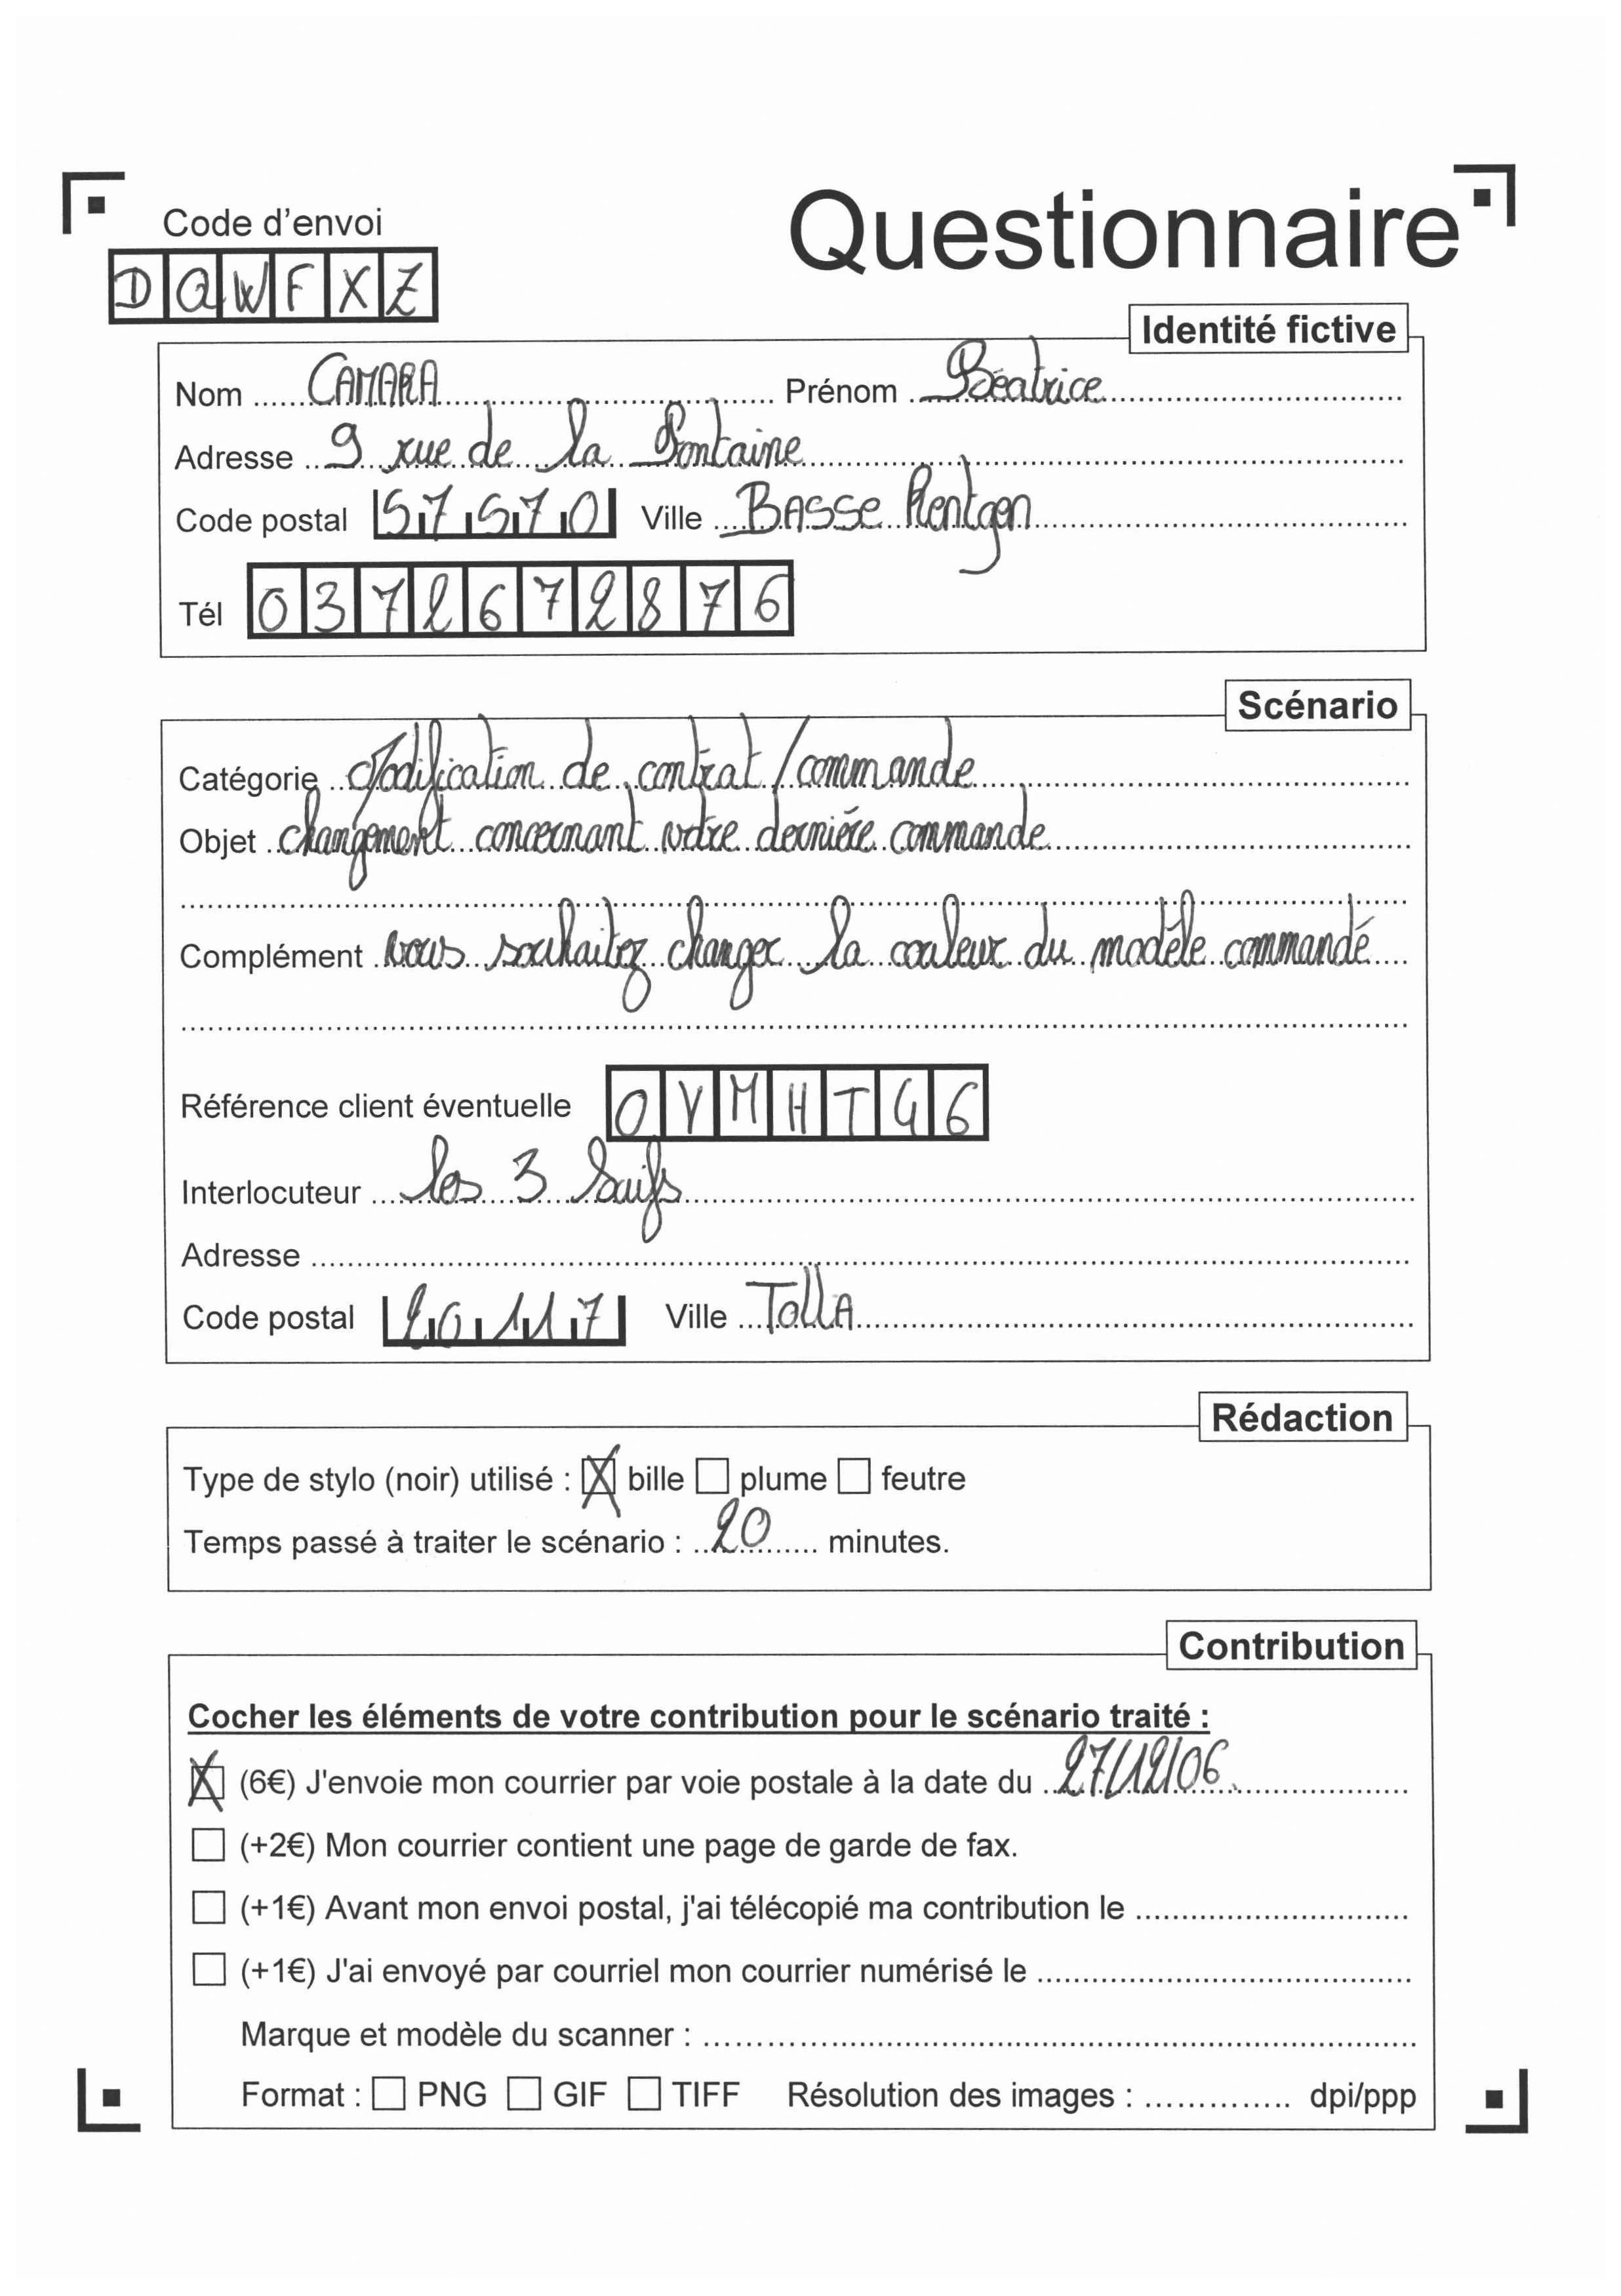 Code d'envoi
Questionnaire
DQWFXZ
Identité fictive
Nom CAMARA Prénom Béatrice
Adresse 9 rue de la Fontaine
Code postal 57570 Ville BASSE Rentgen
Tél 0372672876
Scénario
Catégorie Modification de contrat / commande
Objet changement concernant votre dernière commande
Complément vous souhaitez changer la couleur du modèle commandé
Référence client éventuelle OYMHTG6
Interlocuteur les 3 Suifs
Adresse
Code postal 20117 Ville TollA
Rédaction
Type de stylo (noir) utilisé : bille plume feutre
Temps passé à traiter le scénario : 20 minutes.
Contribution
Cocher les éléments de votre contribution pour le scénario traité :
(6€) J'envoie mon courrier par voie postale à la date du 27/12/06
(+2€) Mon courrier contient une page de garde de fax.
(+1€) Avant mon envoi postal, j'ai télécopié ma contribution le
(+1€) J'ai envoyé par courriel mon courrier numérisé le
Marque et modèle du scanner :
Format : PNG GIF TIFF Résolution des images : dpi/ppp